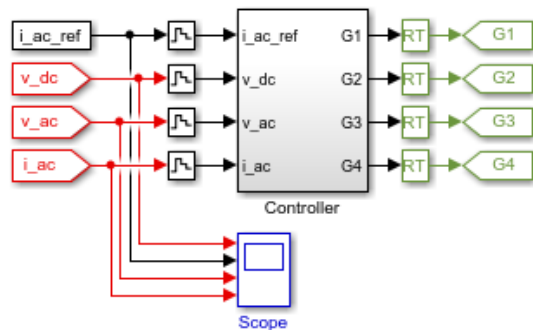 i_ac_ref i_ac_ref G1 RT G1
v_dc v_dc G2 RT G2
v_ac v_ac G3 RT G3
i_ac i_ac G4 RT G4
Controller
Scope